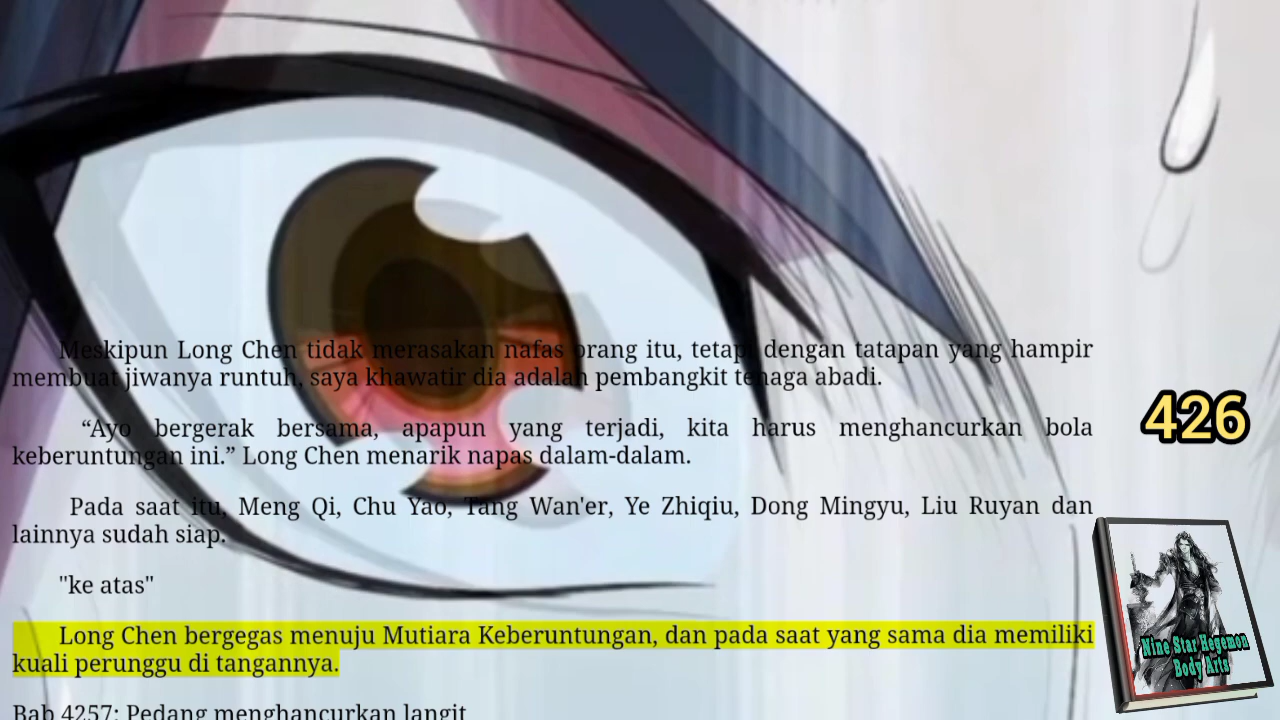 Meskipun Long Chen tidak merasakan nafas orang itu, tetapi dengan tatapan yang hampir
membuat jiwanya runtuh, saya khawatir dia adalah pembangkit tenaga abadi.
“Ayo bergerak bersama, apapun yang terjadi, kita harus menghancurkan bola
keberuntungan ini.” Long Chen menarik napas dalam-dalam.
Pada saat itu, Meng Qi, Chu Yao, Tang Wan'er, Ye Zhiqiu, Dong Mingyu, Liu Ruyan dan
lainnya sudah siap.
"ke atas"
Long Chen bergegas menuju Mutiara Keberuntungan, dan pada saat yang sama dia memiliki
kuali perunggu di tangannya.
Bab 4257: Pedang menghancurkan langit
426
Nine Star Hegemon
Body Arts